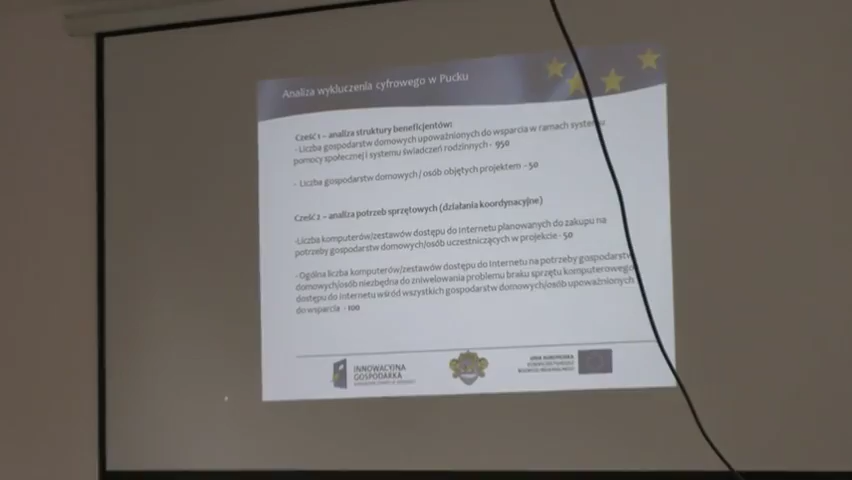 Analiza wykluczenia cyfrowego w Pucku
Cześć 1 – analiza struktury beneficjentów:
- Liczba gospodarstw domowych upoważnionych do wsparcia w ramach systemu
pomocy społecznej i systemu świadczeń rodzinnych - 950
- Liczba gospodarstw domowych / osób objętych projektem - 50
Cześć 2 – analiza potrzeb sprzętowych (działania koordynacyjne)
-Liczba komputerów/zestawów dostępu do Internetu planowanych do zakupu na
potrzeby gospodarstw domowych/osób uczestniczących w projekcie - 50
- Ogólna liczba komputerów/zestawów dostępu do Internetu na potrzeby gospodarstw
domowych/osób niezbędna do zniwelowania problemu braku sprzętu komputerowego
dostępu do Internetu wśród wszystkich gospodarstw domowych/osób upoważnionych
do wsparcia - 100
INNOWACYJNA
GOSPODARKA
UNIA EUROPEJSKA